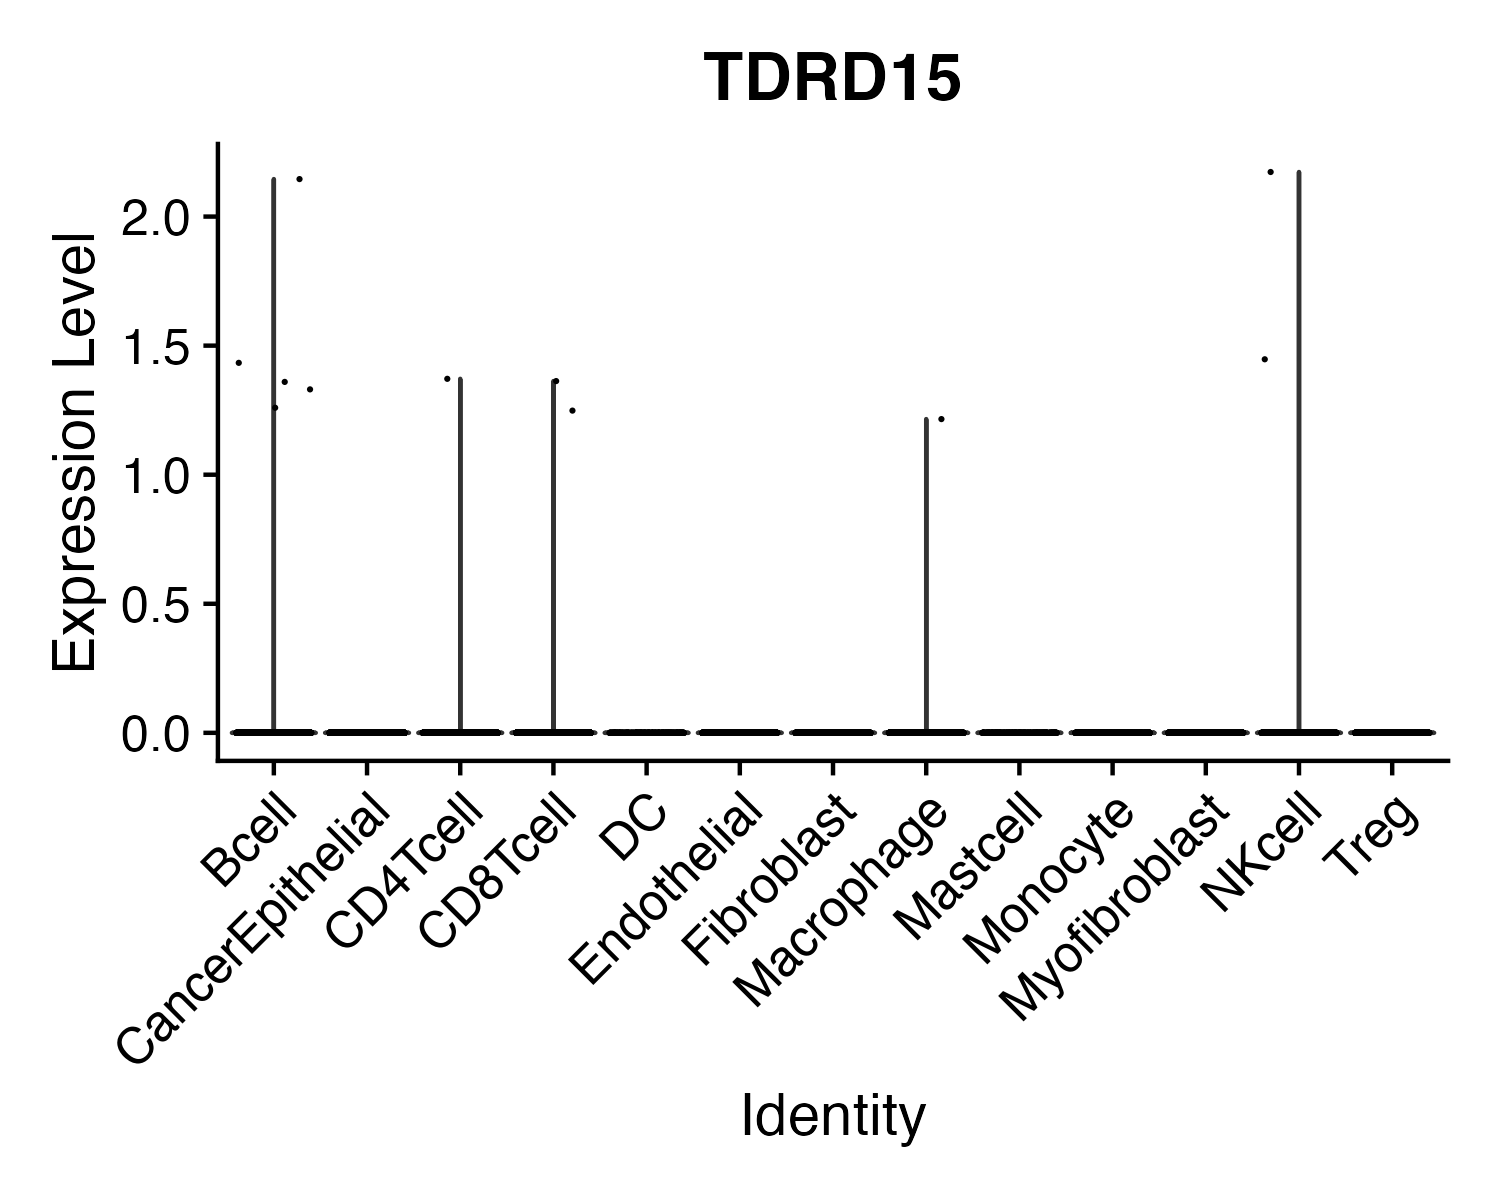 TDRD15
Expression Level
2.0
1.5
1.0
0.5
0.0
Bcell
CancerEpithelial
CD4Tcell
CD8Tcell
DC
Endothelial
Fibroblast
Macrophage
Mastcell
Monocyte
Myofibroblast
NKcell
Treg
Identity